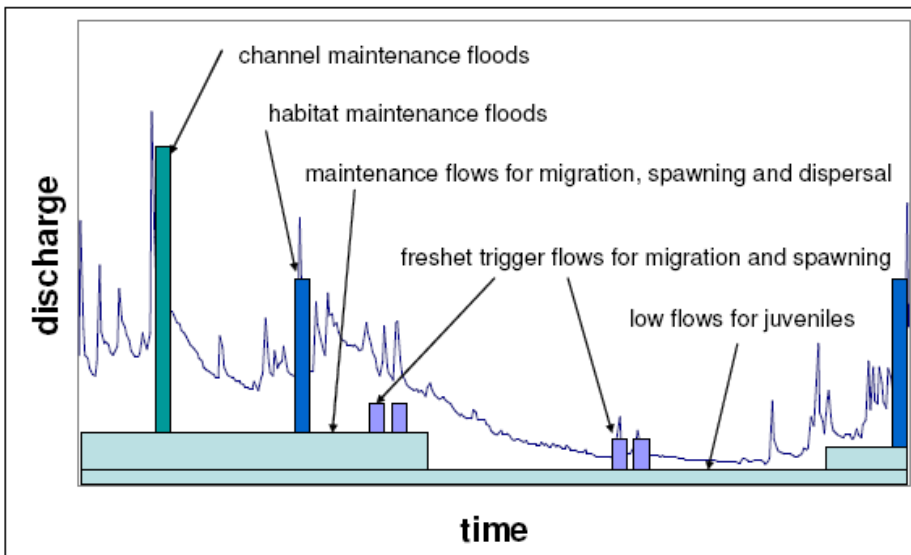 channel maintenance floods
habitat maintenance floods
maintenance flows for migration, spawning and dispersal
freshet trigger flows for migration and spawning
low flows for juveniles
discharge
time